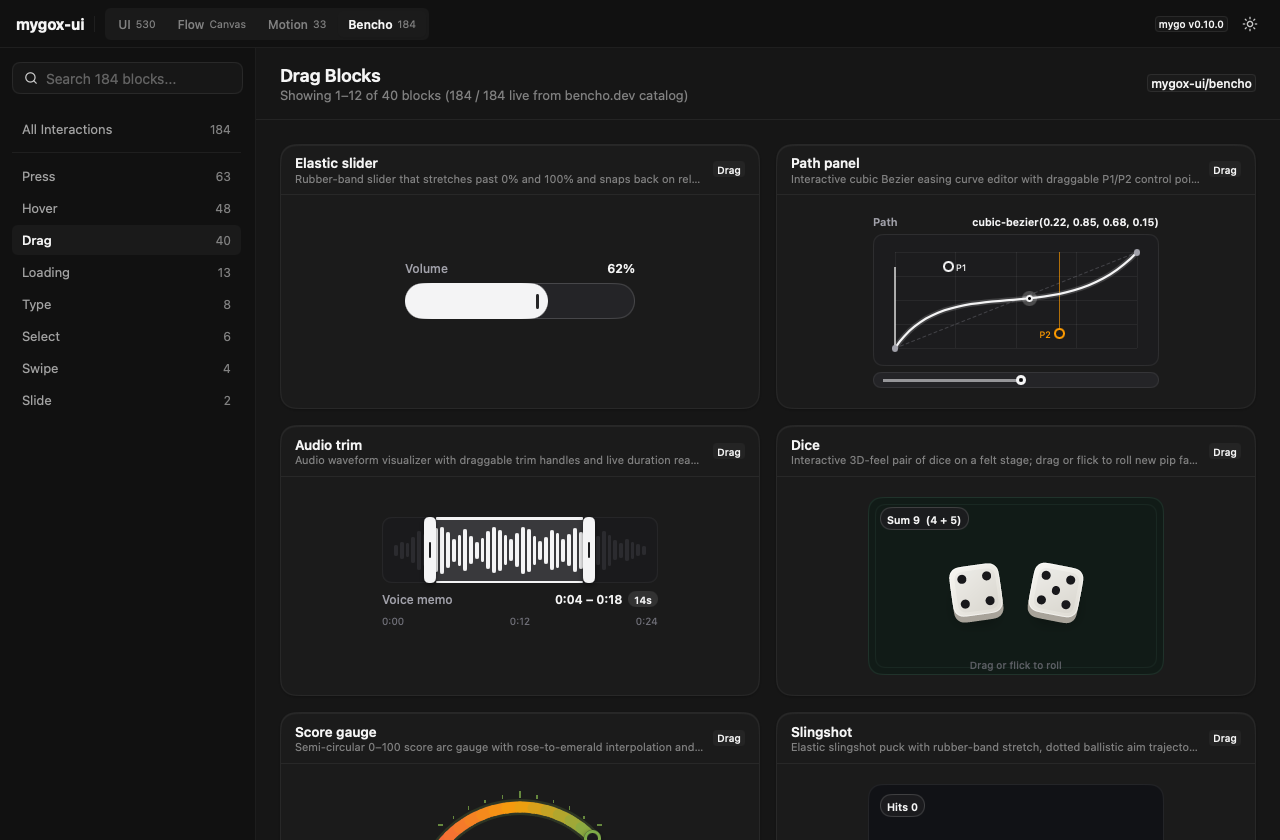 mygox-ui
UI 530
Flow Canvas
Motion 33
Bencho 184
mygo v0.10.0
Search 184 blocks...
All Interactions 184
Press 63
Hover 48
Drag 40
Loading 13
Type 8
Select 6
Swipe 4
Slide 2
Drag Blocks
Showing 1–12 of 40 blocks (184 / 184 live from bencho.dev catalog)
mygox-ui/bencho
Elastic slider
Rubber-band slider that stretches past 0% and 100% and snaps back on rel...
Drag
Volume 62%
Path panel
Interactive cubic Bezier easing curve editor with draggable P1/P2 control poi...
Drag
Path cubic-bezier(0.22, 0.85, 0.68, 0.15)
P1
P2
Audio trim
Audio waveform visualizer with draggable trim handles and live duration rea...
Drag
Voice memo 0:04 – 0:18 14s
0:00 0:12 0:24
Dice
Interactive 3D-feel pair of dice on a felt stage; drag or flick to roll new pip fa...
Drag
Sum 9 (4 + 5)
Drag or flick to roll
Score gauge
Semi-circular 0–100 score arc gauge with rose-to-emerald interpolation and...
Drag
Slingshot
Elastic slingshot puck with rubber-band stretch, dotted ballistic aim trajecto...
Drag
Hits 0